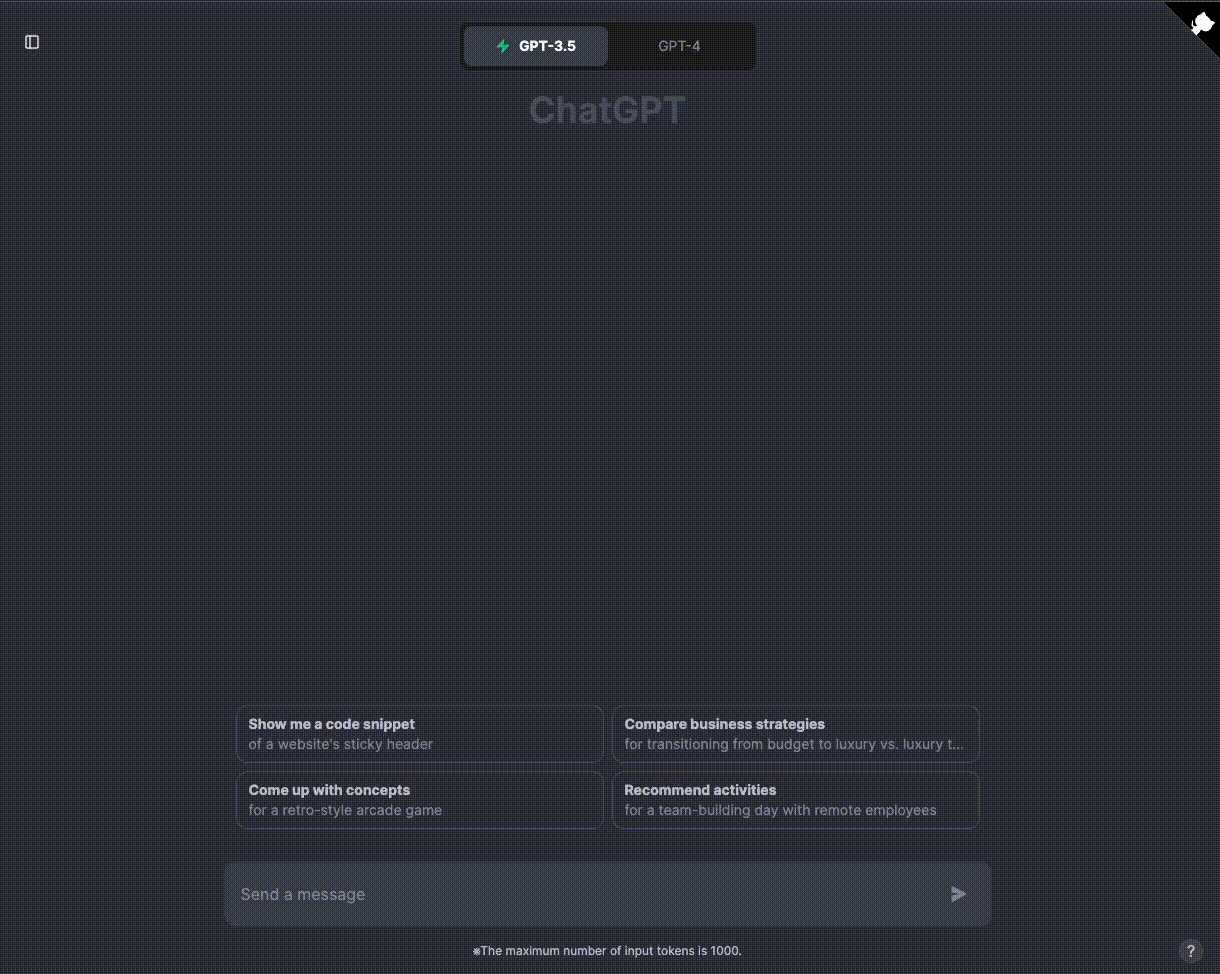 GPT-3.5
GPT-4
ChatGPT
Show me a code snippet
of a website's sticky header
Compare business strategies
for transitioning from budget to luxury vs. luxury t...
Come up with concepts
for a retro-style arcade game
Recommend activities
for a team-building day with remote employees
Send a message
※The maximum number of input tokens is 1000.
?